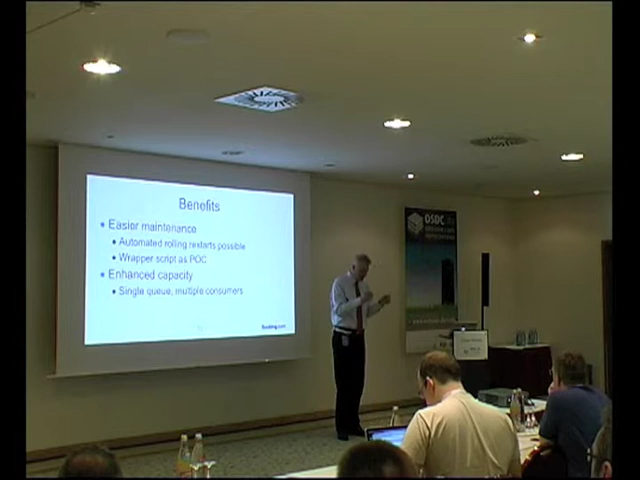 Benefits
Easier maintenance
Automated rolling restarts possible
Wrapper script as POC
Enhanced capacity
Single queue, multiple consumers
Booking.com
OSDC.de